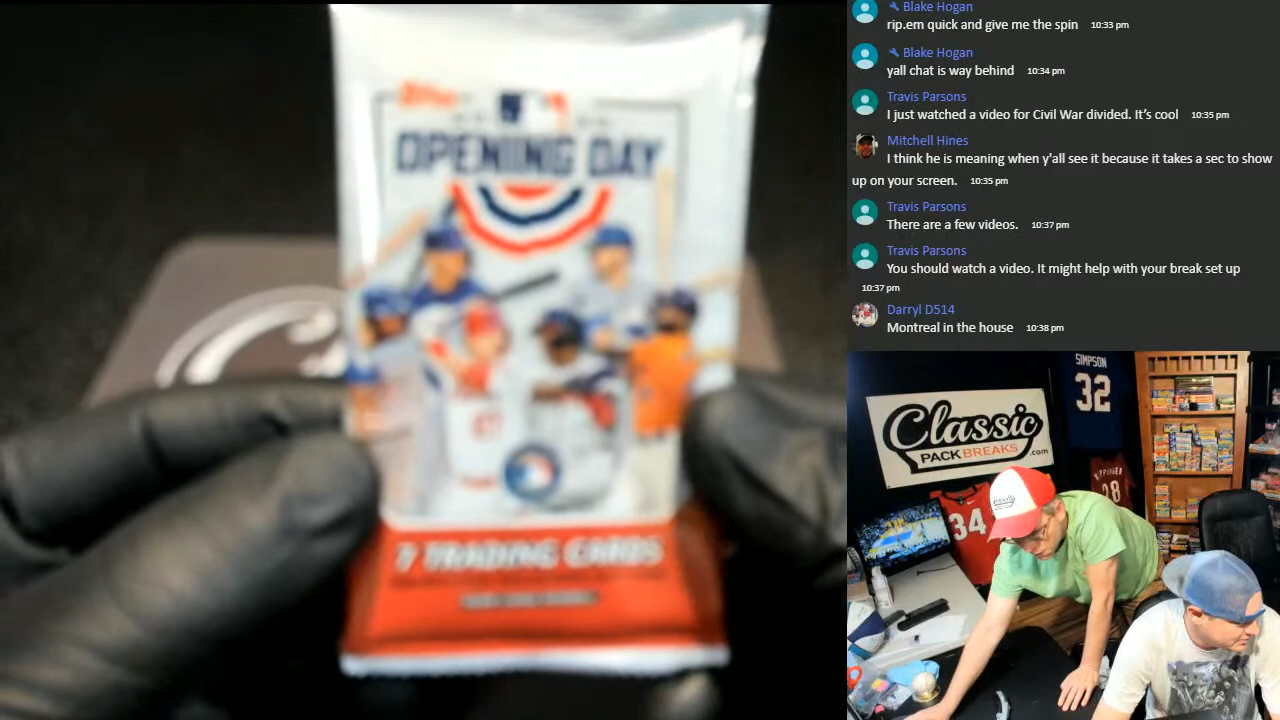 Topps
OPENING DAY
7 TRADING CARDS
Blake Hogan
rip.em quick and give me the spin 10:33 pm
Blake Hogan
yall chat is way behind 10:34 pm
Travis Parsons
I just watched a video for Civil War divided. It’s cool 10:35 pm
Mitchell Hines
I think he is meaning when y'all see it because it takes a sec to show
up on your screen. 10:35 pm
Travis Parsons
There are a few videos. 10:37 pm
Travis Parsons
You should watch a video. It might help with your break set up
10:37 pm
Darryl D514
Montreal in the house 10:38 pm
SIMPSON
32
Classic
PACK BREAKS.com
34
28